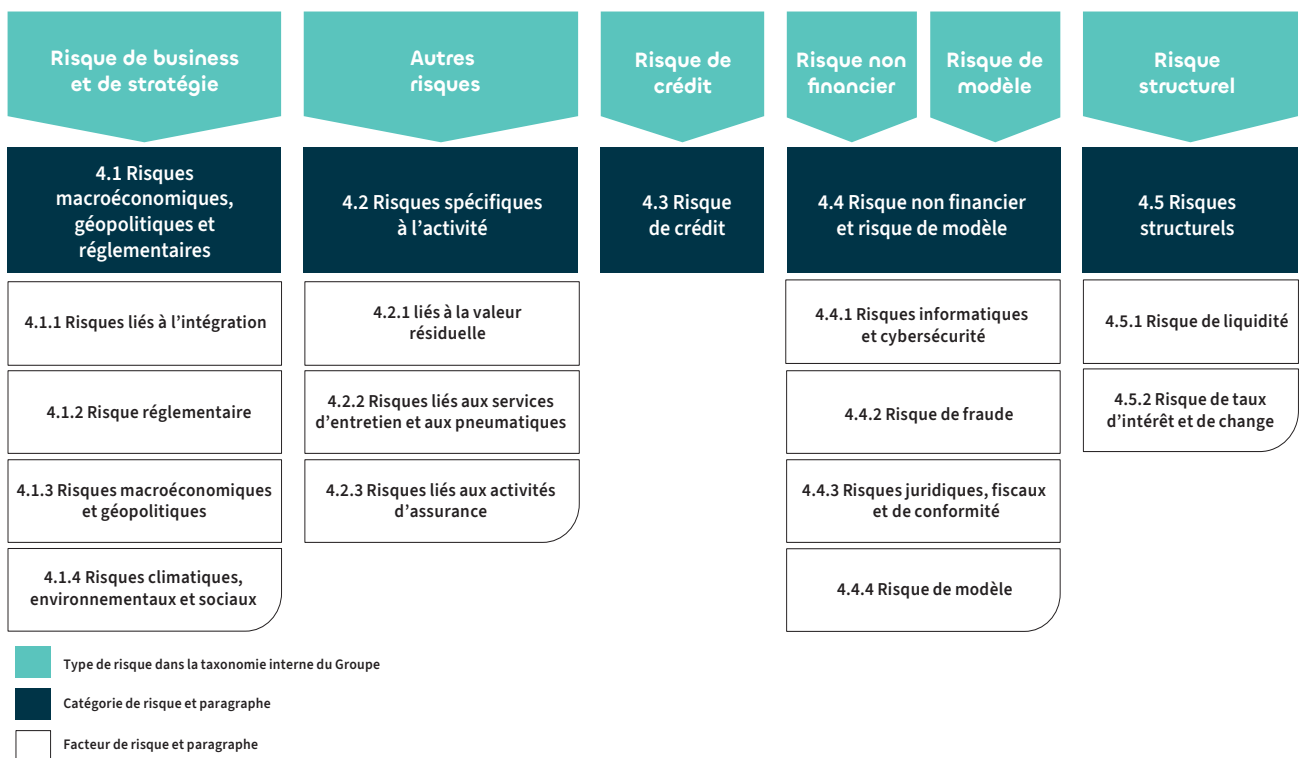 Risque de business
et de stratégie
Autres
risques
Risque de
crédit
Risque non
financier
Risque de
modèle
Risque
structurel
4.1 Risques
macroéconomiques,
géopolitiques et
réglementaires
4.2 Risques spécifiques
à l’activité
4.3 Risque
de crédit
4.4 Risque non financier
et risque de modèle
4.5 Risques
structurels
4.1.1 Risques liés à l’intégration
4.1.2 Risque réglementaire
4.1.3 Risques macroéconomiques
et géopolitiques
4.1.4 Risques climatiques,
environnementaux et sociaux
4.2.1 liés à la valeur
résiduelle
4.2.2 Risques liés aux services
d’entretien et aux pneumatiques
4.2.3 Risques liés aux activités
d’assurance
4.4.1 Risques informatiques
et cybersécurité
4.4.2 Risque de fraude
4.4.3 Risques juridiques, fiscaux
et de conformité
4.4.4 Risque de modèle
4.5.1 Risque de liquidité
4.5.2 Risque de taux
d’intérêt et de change
Type de risque dans la taxonomie interne du Groupe
Catégorie de risque et paragraphe
Facteur de risque et paragraphe